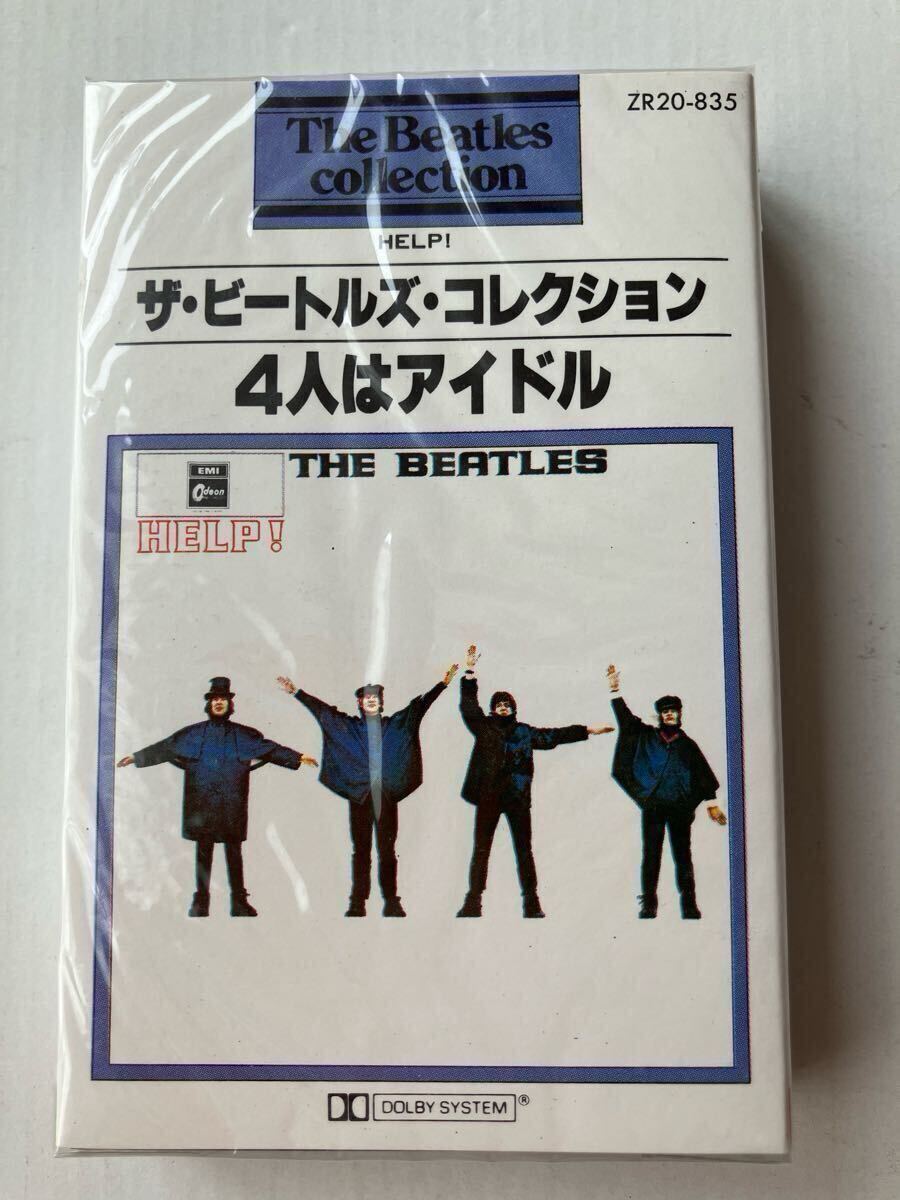 The Beatles
collection
ZR20-835
HELP!
ザ・ビートルズ・コレクション
4人はアイドル
EMI
Odeon
THE BEATLES
HELP!
DOLBY SYSTEM®